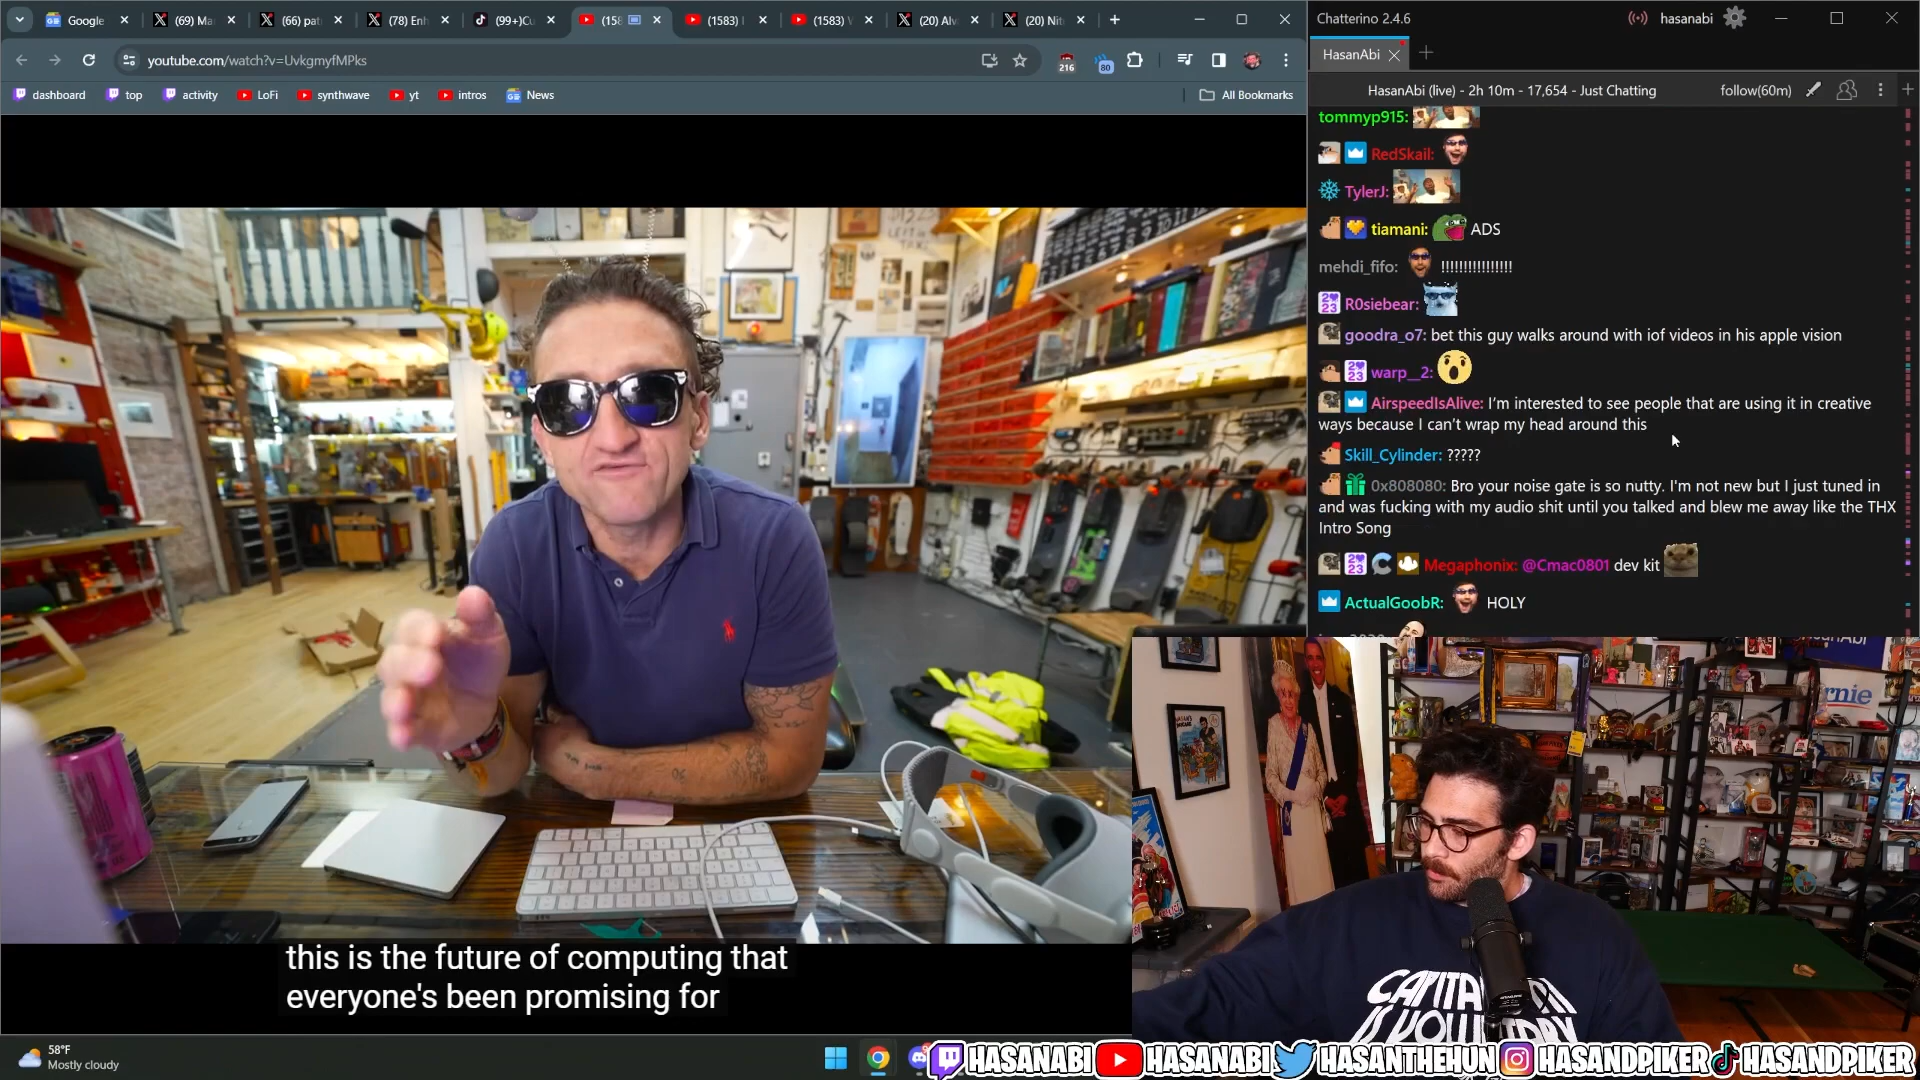 Google
(69) Ma
(66) pat
(78) Enh
(99+)Cu
(158
(1583) I
(1583) V
(20) Alv
(20) Nit
youtube.com/watch?v=UvkgmyfMPks
216
80
dashboard
top
activity
LoFi
synthwave
yt
intros
News
All Bookmarks
this is the future of computing that
everyone's been promising for
Chatterino 2.4.6
hasanabi
HasanAbi
HasanAbi (live) - 2h 10m - 17,654 - Just Chatting
follow(60m)
tommyp915:
RedSkail:
TylerJ:
tiamani: ADS
mehdi_fifo: !!!!!!!!!!!!!!!
R0siebear:
goodra_o7: bet this guy walks around with iof videos in his apple vision
warp__2:
AirspeedIsAlive: I'm interested to see people that are using it in creative
ways because I can't wrap my head around this
Skill_Cylinder: ?????
0x808080: Bro your noise gate is so nutty. I'm not new but I just tuned in
and was fucking with my audio shit until you talked and blew me away like the THX
Intro Song
Megaphonix: @Cmac0801 dev kit
ActualGoobR: HOLY
58°F
Mostly cloudy
HASANABI
HASANABI
HASANTHEHUN
HASANDPIKER
HASANDPIKER